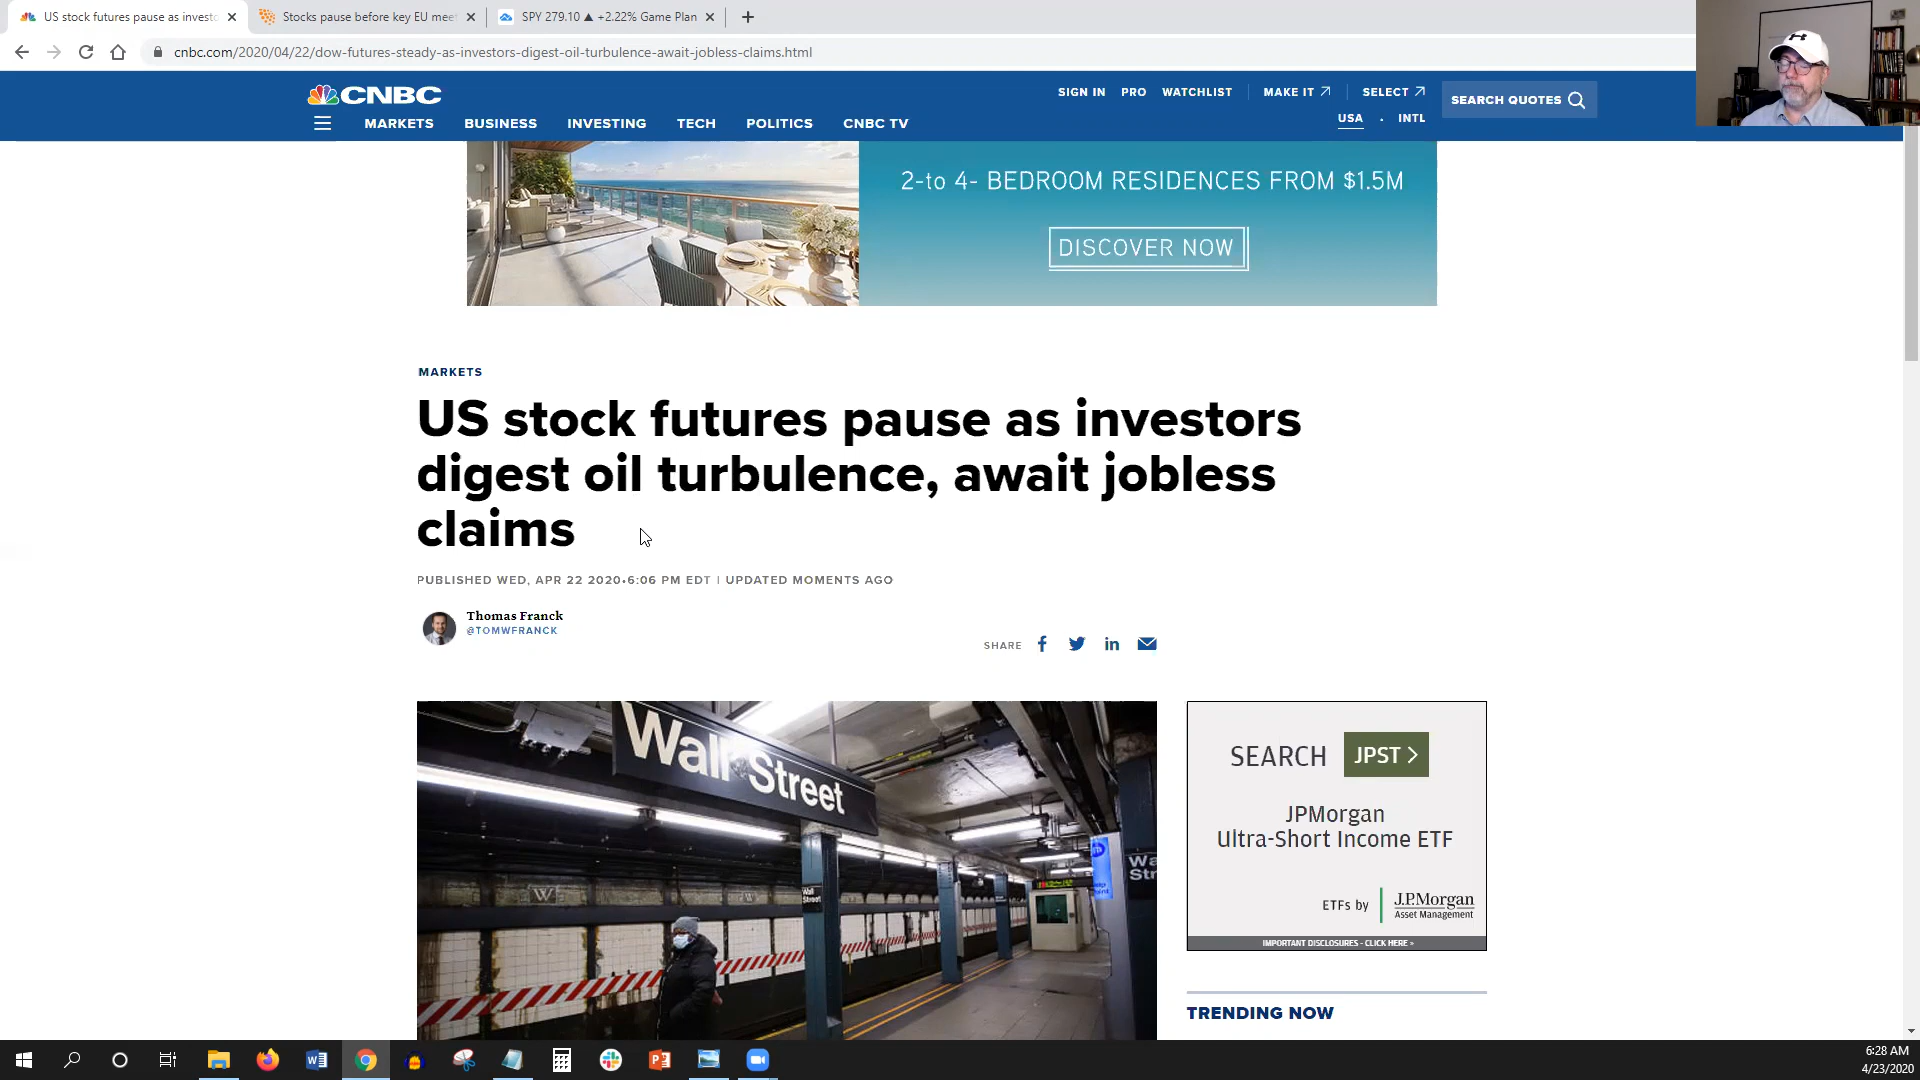 US stock futures pause as investo
Stocks pause before key EU meet
SPY 279.10 ▲ +2.22% Game Plan
cnbc.com/2020/04/22/dow-futures-steady-as-investors-digest-oil-turbulence-await-jobless-claims.html
CNBC
SIGN IN PRO WATCHLIST MAKE IT SELECT
SEARCH QUOTES
USA · INTL
MARKETS BUSINESS INVESTING TECH POLITICS CNBC TV
2-to 4- BEDROOM RESIDENCES FROM $1.5M
DISCOVER NOW
MARKETS
US stock futures pause as investors
digest oil turbulence, await jobless
claims
PUBLISHED WED, APR 22 2020•6:06 PM EDT | UPDATED MOMENTS AGO
Thomas Franck
@TOMWFRANCK
SHARE
Wall Street
Wall
Street
Wa
Str
SEARCH JPST >
JPMorgan
Ultra-Short Income ETF
ETFs by J.P.Morgan
Asset Management
IMPORTANT DISCLOSURES - CLICK HERE »
TRENDING NOW
6:28 AM
4/23/2020